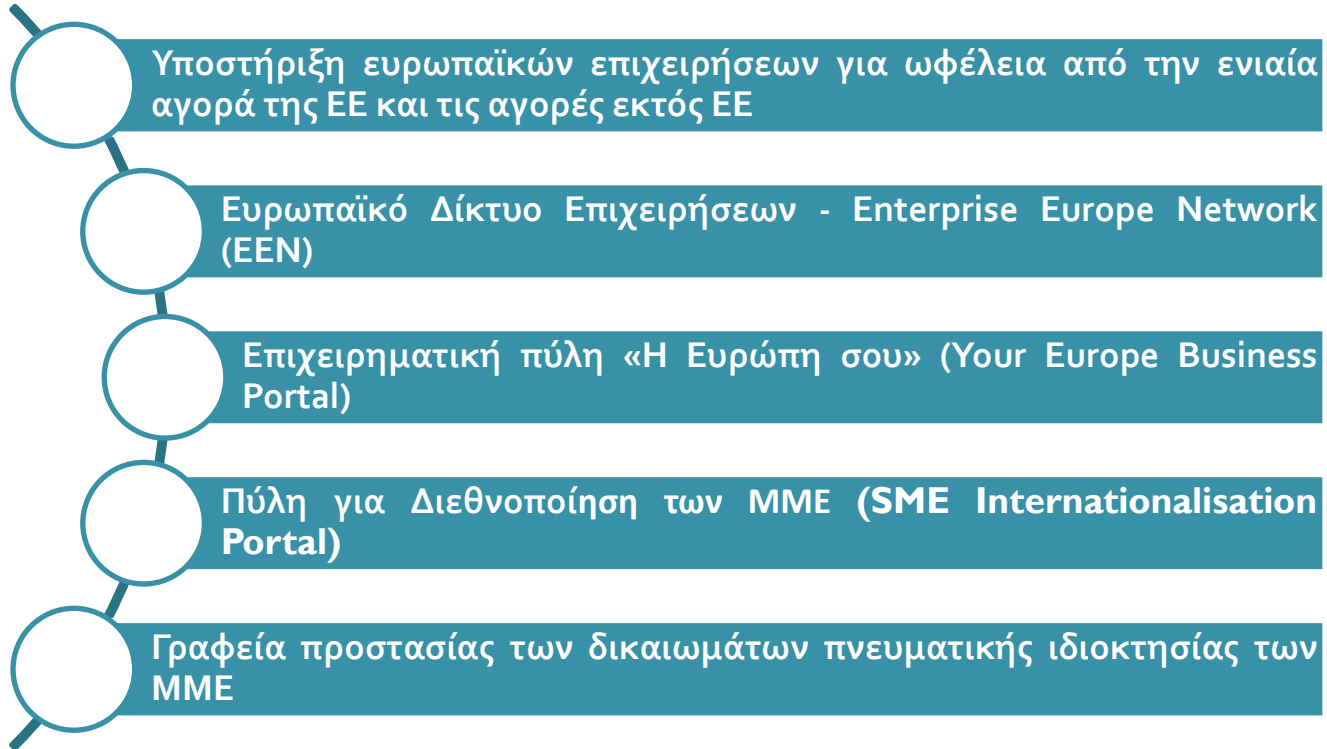 Υποστήριξη ευρωπαϊκών επιχειρήσεων για ωφέλεια από την ενιαία
αγορά της ΕΕ και τις αγορές εκτός ΕΕ
Ευρωπαϊκό Δίκτυο Επιχειρήσεων - Enterprise Europe Network
(EEN)
Επιχειρηματική πύλη «Η Ευρώπη σου» (Your Europe Business
Portal)
Πύλη για Διεθνοποίηση των ΜΜΕ (SME Internationalisation
Portal)
Γραφεία προστασίας των δικαιωμάτων πνευματικής ιδιοκτησίας των
ΜΜΕ